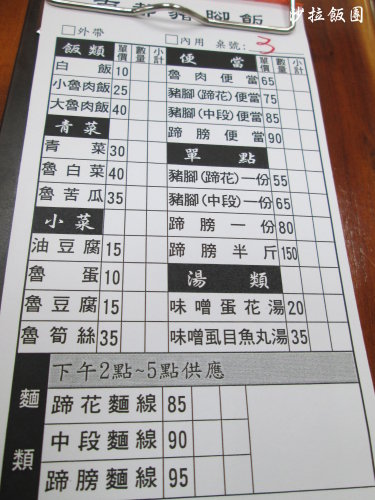 沙拉飯團
古都豬腳飯
□外帶 □內用 桌號: 3
飯類 單價 數量 小計
白飯 10
小魯肉飯 25
大魯肉飯 40
青菜
青菜 30
魯白菜 40
魯苦瓜 35
小菜
油豆腐 15
魯蛋 10
魯豆腐 15
魯筍絲 35
便當 單價 數量 小計
魯肉便當 65
豬腳(蹄花)便當 75
豬腳(中段)便當 85
蹄膀便當 90
單點
豬腳(蹄花)一份 55
豬腳(中段)一份 65
蹄膀一份 80
蹄膀半斤 150
湯類
味噌蛋花湯 20
味噌虱目魚丸湯 35
麵類
下午2點~5點供應
蹄花麵線 85
中段麵線 90
蹄膀麵線 95